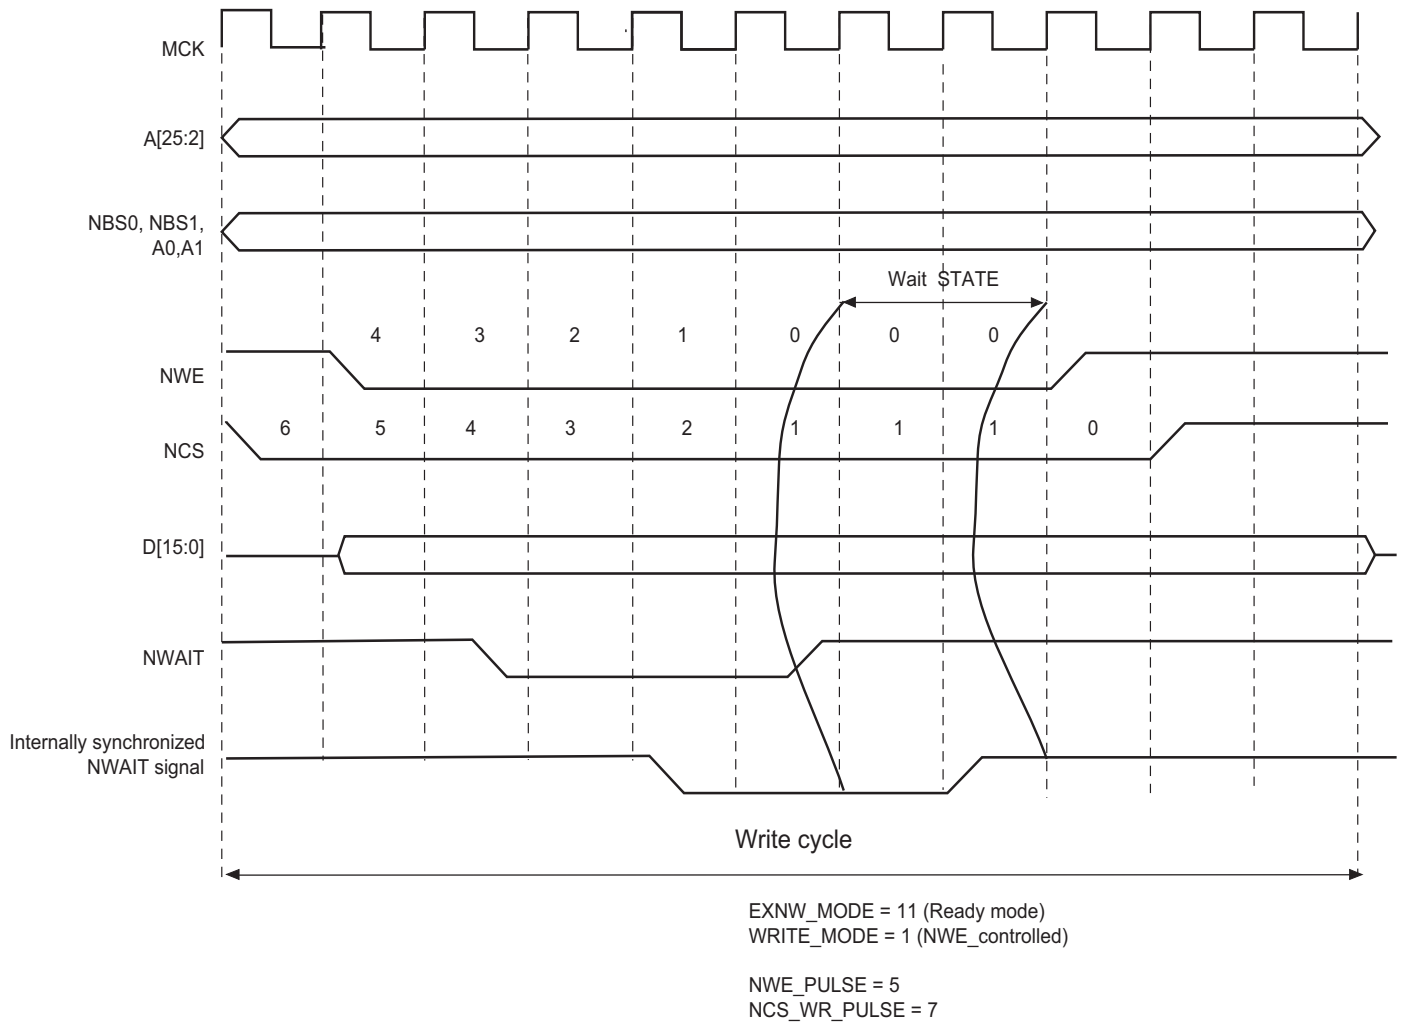 MCK
A[25:2]
NBS0, NBS1,
A0,A1
Wait STATE
4 3 2 1 0 0 0
NWE
6 5 4 3 2 1 1 1 0
NCS
D[15:0]
NWAIT
Internally synchronized
NWAIT signal
Write cycle
EXNW_MODE = 11 (Ready mode)
WRITE_MODE = 1 (NWE_controlled)
NWE_PULSE = 5
NCS_WR_PULSE = 7